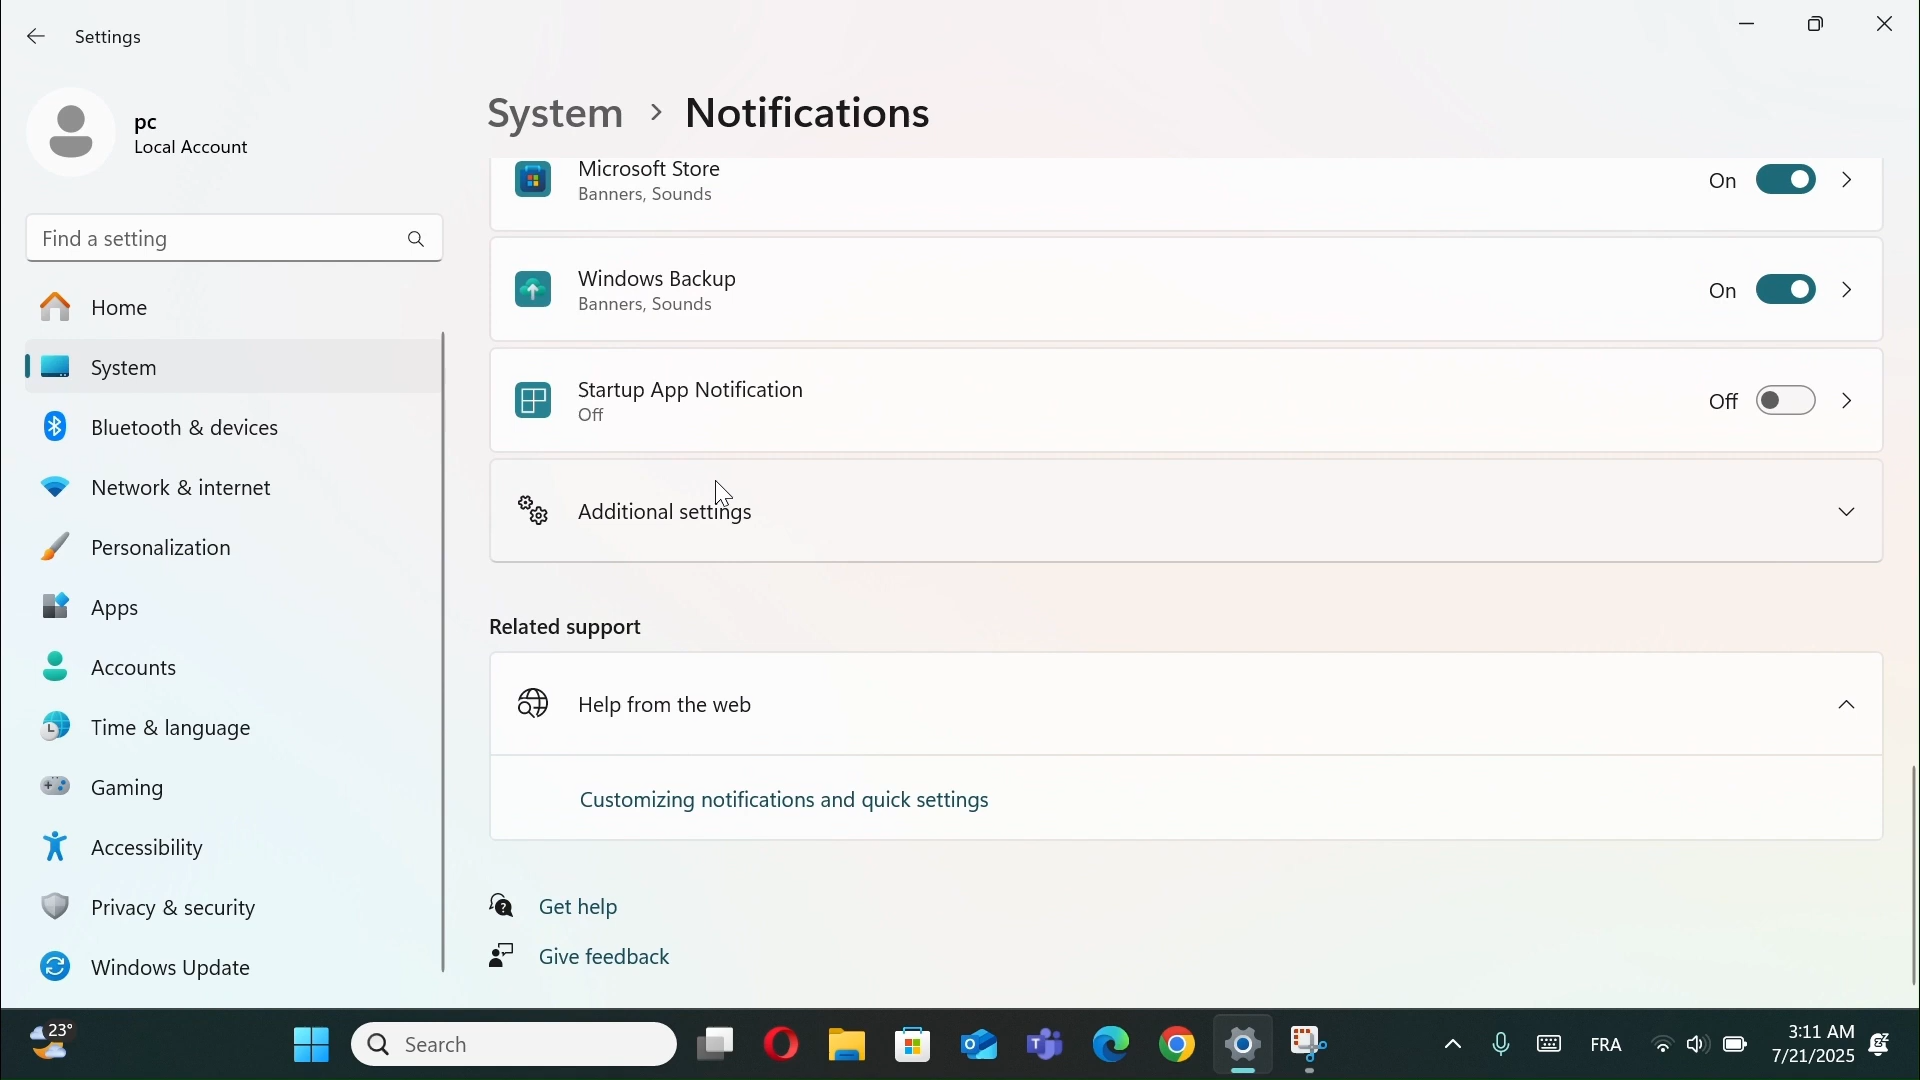 Settings
pc
Local Account
Find a setting
Home
System
Bluetooth & devices
Network & internet
Personalization
Apps
Accounts
Time & language
Gaming
Accessibility
Privacy & security
Windows Update
System > Notifications
Microsoft Store
Banners, Sounds
On
Windows Backup
Banners, Sounds
On
Startup App Notification
Off
Off
Additional settings
Related support
Help from the web
Customizing notifications and quick settings
Get help
Give feedback
23°
Search
FRA
3:11 AM
7/21/2025